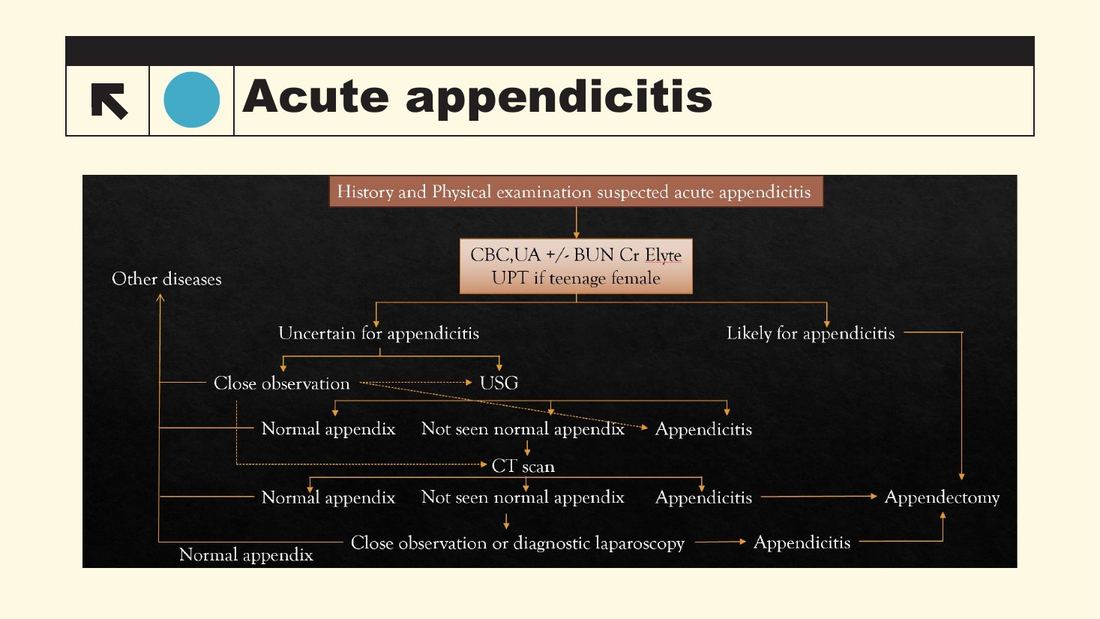 Acute appendicitis
History and Physical examination suspected acute appendicitis
CBC,UA +/- BUN Cr Elyte
UPT if teenage female
Other diseases
Uncertain for appendicitis
Likely for appendicitis
Close observation
USG
Normal appendix
Not seen normal appendix
Appendicitis
CT scan
Normal appendix
Not seen normal appendix
Appendicitis
Appendectomy
Close observation or diagnostic laparoscopy
Appendicitis
Normal appendix